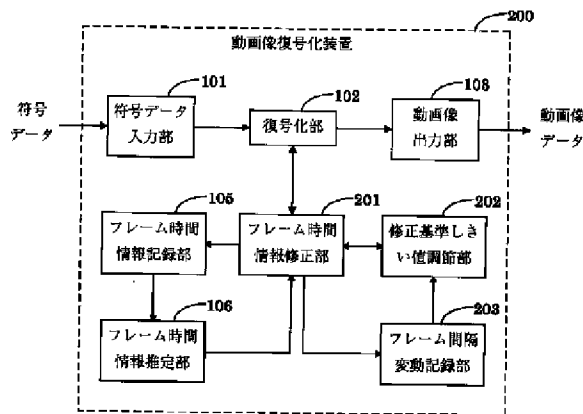 200
動画像復号化装置
101
102
108
符号
データ
符号データ
入力部
復号化部
動画像
出力部
動画像
データ
105
201
202
フレーム時間
情報記録部
フレーム時間
情報修正部
修正基準しき
い値調節部
106
203
フレーム時間
情報推定部
フレーム間隔
変動記録部